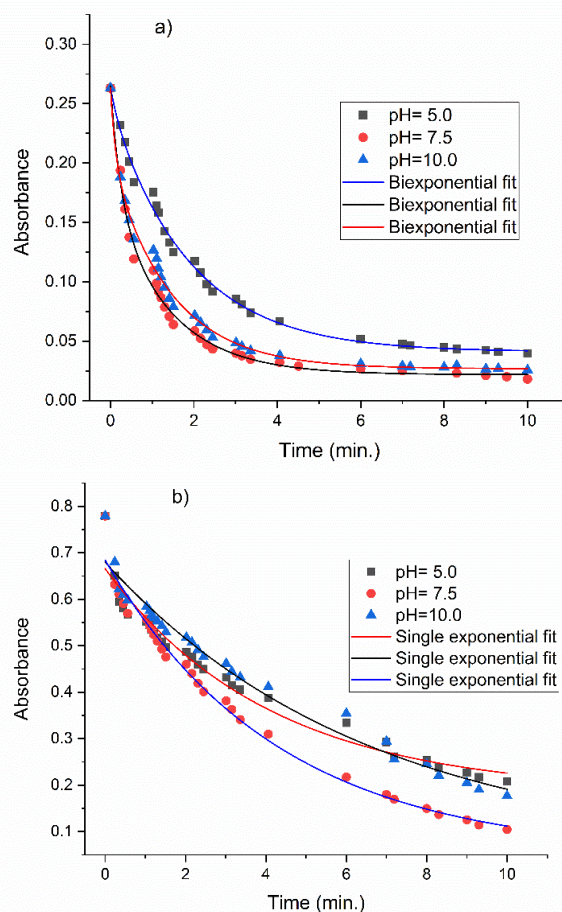 a)
0.30
0.25
0.20
0.15
0.10
0.05
0.00
Absorbance
pH= 5.0
pH= 7.5
pH=10.0
Biexponential fit
Biexponential fit
Biexponential fit
0 2 4 6 8 10
Time (min.)
b)
0.8
0.7
0.6
0.5
0.4
0.3
0.2
0.1
Absorbance
pH= 5.0
pH= 7.5
pH=10.0
Single exponential fit
Single exponential fit
Single exponential fit
0 2 4 6 8 10
Time (min.)